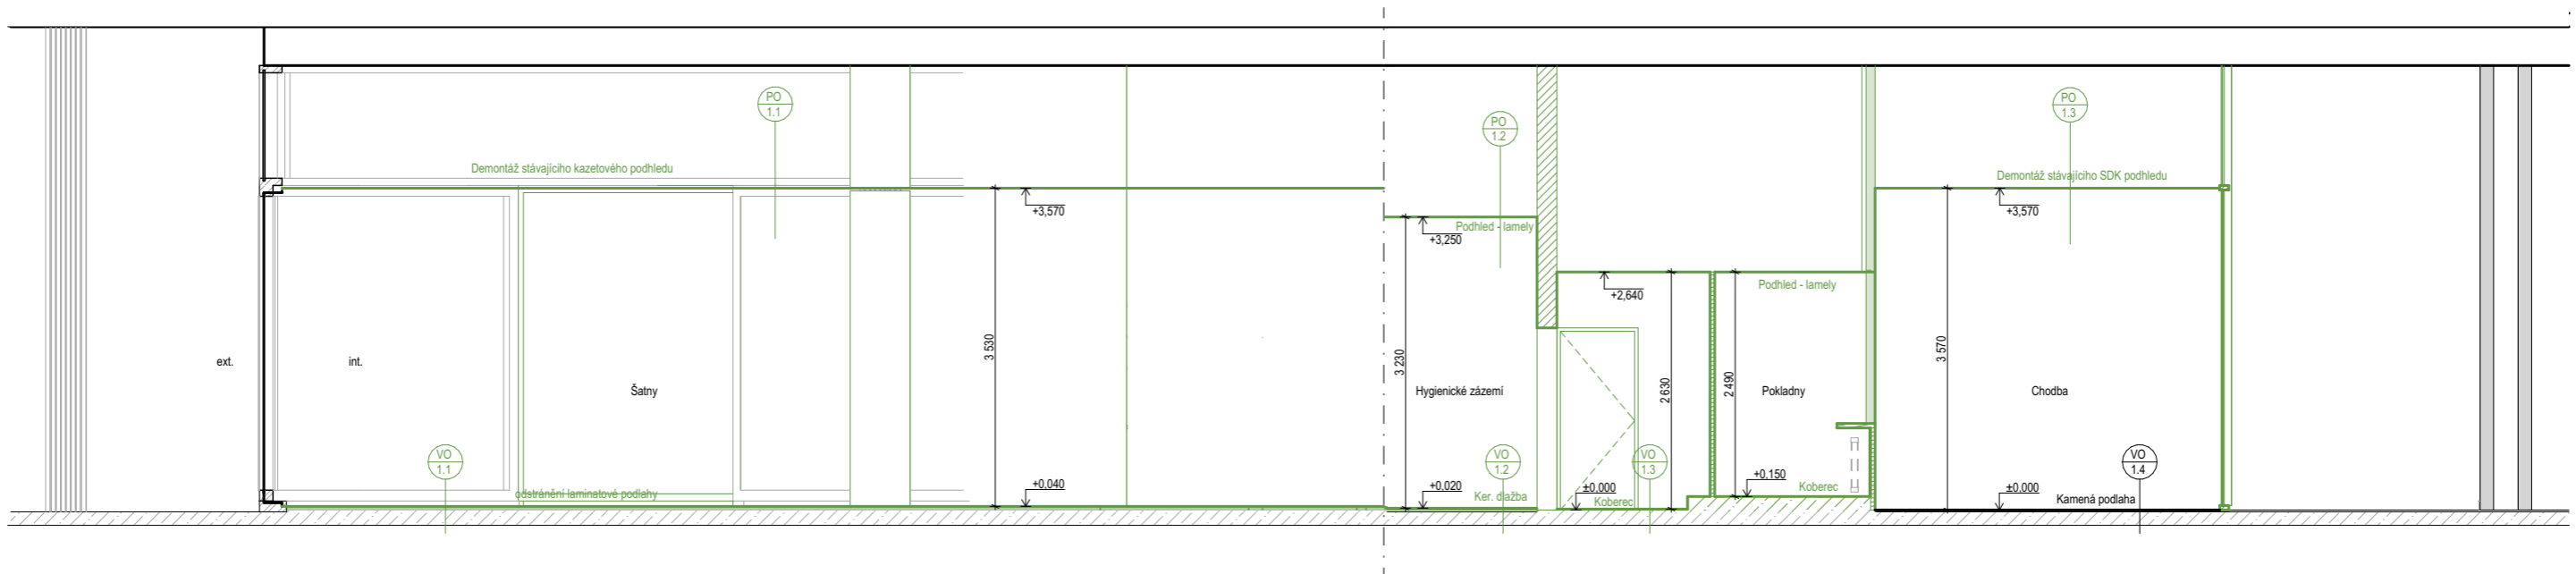 PO
1.1
PO
1.2
PO
1.3
Demontáž stávajícího kazetového podhledu
Demontáž stávajícího SDK podhledu
+3,570
+3,570
Podhled - lamely
+3,250
Podhled - lamely
+2,640
3 530
3 230
2 630
2 490
3 570
ext.
int.
Šatny
Hygienické zázemí
Pokladny
Chodba
VO
1.1
VO
1.2
VO
1.3
VO
1.4
+0,040
+0,020
±0.000
+0,150
±0.000
odstránění laminatové podlahy
Ker. dlažba
Koberec
Koberec
Kamená podlaha